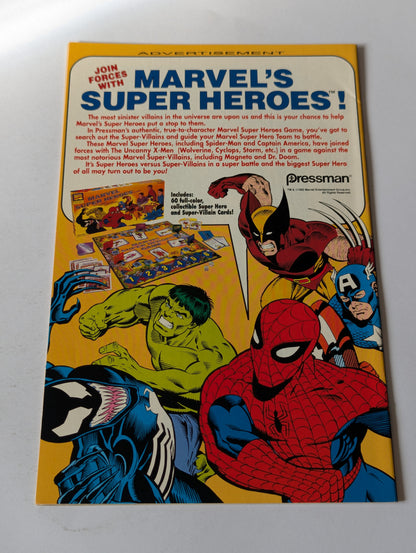 ADVERTISEMENT
JOIN
FORCES
WITH
MARVEL'S
SUPER HEROES™!
The most sinister villains in the universe are upon us and this is your chance to help
Marvel's Super Heroes put a stop to them.
In Pressman's authentic, true-to-character Marvel Super Heroes Game, you've got to
search out the Super-Villains and guide your Marvel Super Hero Team to battle.
These Marvel Super Heroes, including Spider-Man and Captain America, have joined
forces with The Uncanny X-Men (Wolverine, Cyclops, Storm, etc.) in a game against the
most notorious Marvel Super-Villains, including Magneto and Dr. Doom.
It's Super Heroes versus Super-Villains in a super battle and the biggest Super Hero
of all may turn out to be you!
Pressman™
Includes:
60 full-color,
collectible Super Hero
and Super-Villain Cards!
MARVEL
SUPER HEROES